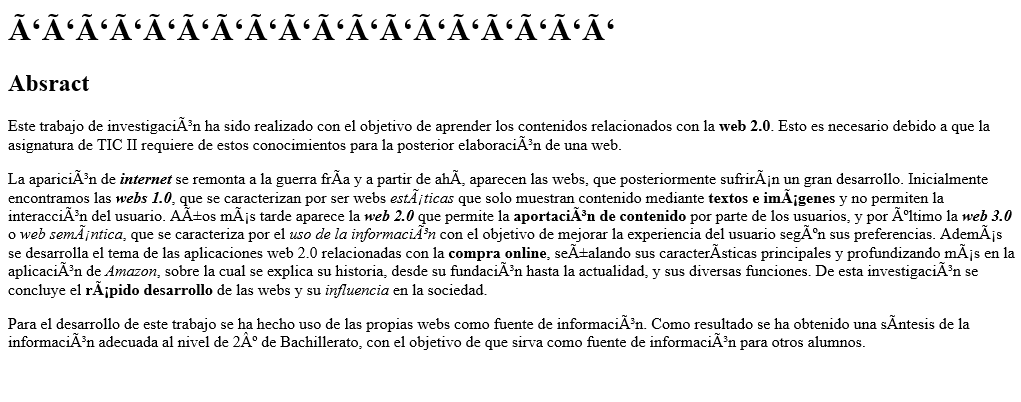 Ã‘Ã‘Ã‘Ã‘Ã‘Ã‘Ã‘Ã‘Ã‘Ã‘Ã‘Ã‘Ã‘Ã‘Ã‘Ã‘Ã‘Ã‘
Absract
Este trabajo de investigaciÃ³n ha sido realizado con el objetivo de aprender los contenidos relacionados con la web 2.0. Esto es necesario debido a que la
asignatura de TIC II requiere de estos conocimientos para la posterior elaboraciÃ³n de una web.
La apariciÃ³n de internet se remonta a la guerra frÃa y a partir de ahÃ, aparecen las webs, que posteriormente sufrirÃ¡n un gran desarrollo. Inicialmente
encontramos las webs 1.0, que se caracterizan por ser webs estÃ¡ticas que solo muestran contenido mediante textos e imÃ¡genes y no permiten la
interacciÃ³n del usuario. AÃ±os mÃ¡s tarde aparece la web 2.0 que permite la aportaciÃ³n de contenido por parte de los usuarios, y por Ãºltimo la web 3.0
o web semÃ¡ntica, que se caracteriza por el uso de la informaciÃ³n con el objetivo de mejorar la experiencia del usuario segÃºn sus preferencias. AdemÃ¡s
se desarrolla el tema de las aplicaciones web 2.0 relacionadas con la compra online, seÃ±alando sus caracterÃsticas principales y profundizando mÃ¡s en la
aplicaciÃ³n de Amazon, sobre la cual se explica su historia, desde su fundaciÃ³n hasta la actualidad, y sus diversas funciones. De esta investigaciÃ³n se
concluye el rÃ¡pido desarrollo de las webs y su influencia en la sociedad.
Para el desarrollo de este trabajo se ha hecho uso de las propias webs como fuente de informaciÃ³n. Como resultado se ha obtenido una sÃntesis de la
informaciÃ³n adecuada al nivel de 2Âº de Bachillerato, con el objetivo de que sirva como fuente de informaciÃ³n para otros alumnos.